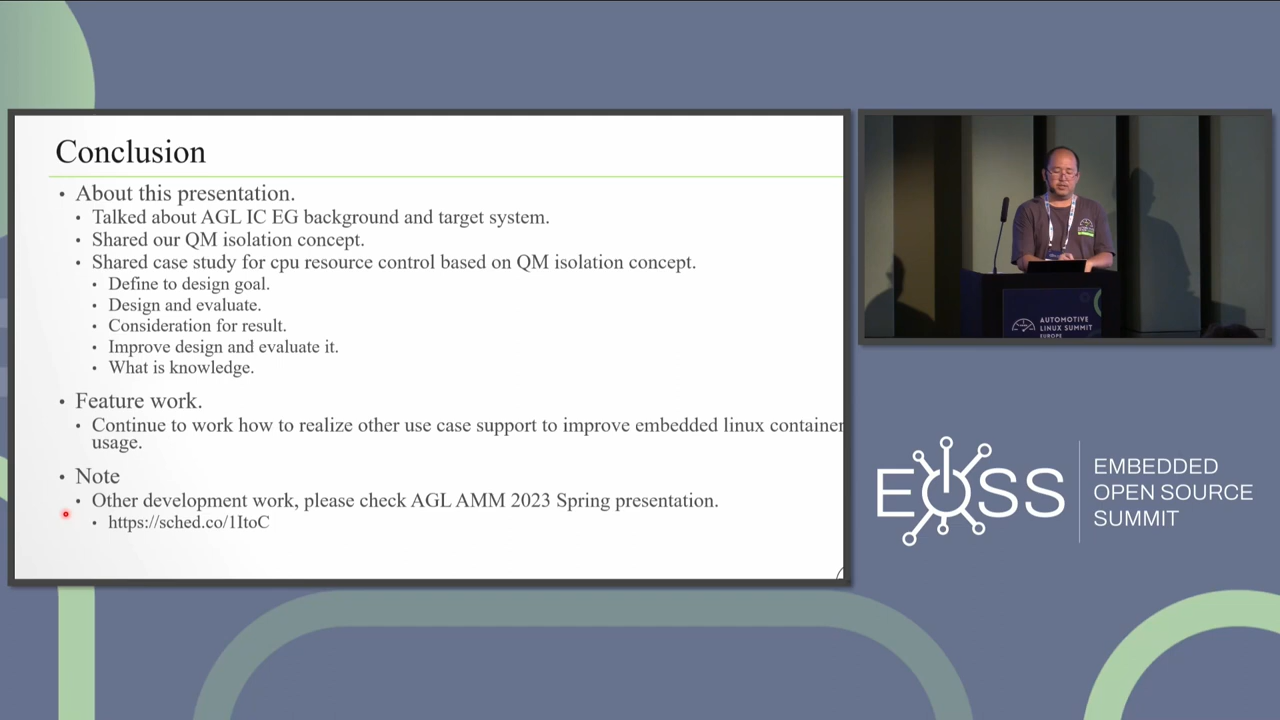 Conclusion
• About this presentation.
• Talked about AGL IC EG background and target system.
• Shared our QM isolation concept.
• Shared case study for cpu resource control based on QM isolation concept.
• Define to design goal.
• Design and evaluate.
• Consideration for result.
• Improve design and evaluate it.
• What is knowledge.
• Feature work.
• Continue to work how to realize other use case support to improve embedded linux container
usage.
• Note
• Other development work, please check AGL AMM 2023 Spring presentation.
• https://sched.co/1ItoC
AUTOMOTIVE
LINUX SUMMIT
EUROPE
EOSS
EMBEDDED
OPEN SOURCE
SUMMIT